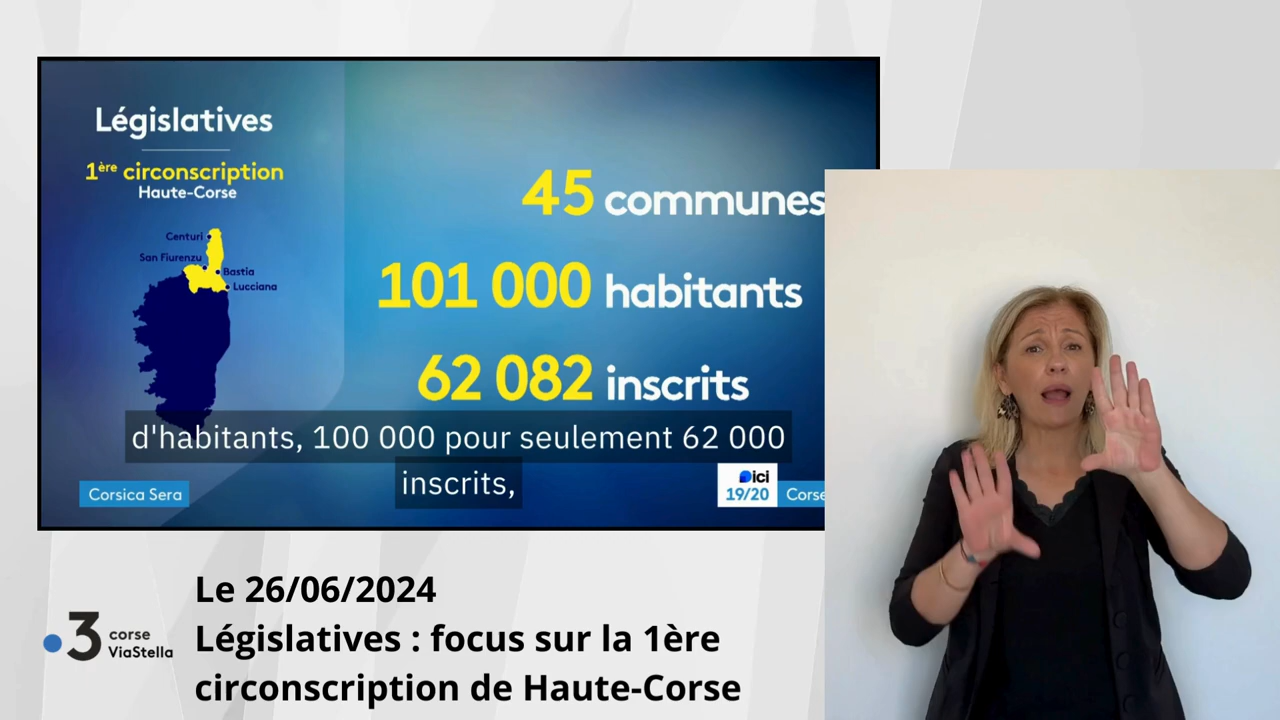 Législatives
1ère circonscription
Haute-Corse
Centuri
San Fiurenzu
Bastia
Lucciana
45 communes
101 000 habitants
62 082 inscrits
d'habitants, 100 000 pour seulement 62 000
inscrits,
Corsica Sera
ici
19/20
Corse
Le 26/06/2024
Législatives : focus sur la 1ère
circonscription de Haute-Corse
3 corse
ViaStella